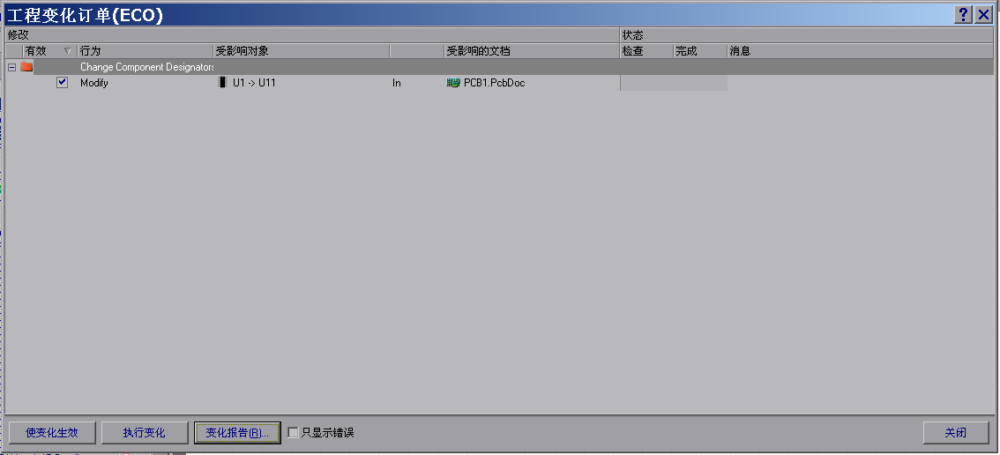 工程变化订单(ECO)
修改 状态
有效 行为 受影响对象 受影响的文档 检查 完成 消息
Change Component Designators
Modify U1 -> U11 In PCB1.PcbDoc
使变化生效 执行变化 变化报告(R)... 只显示错误 关闭